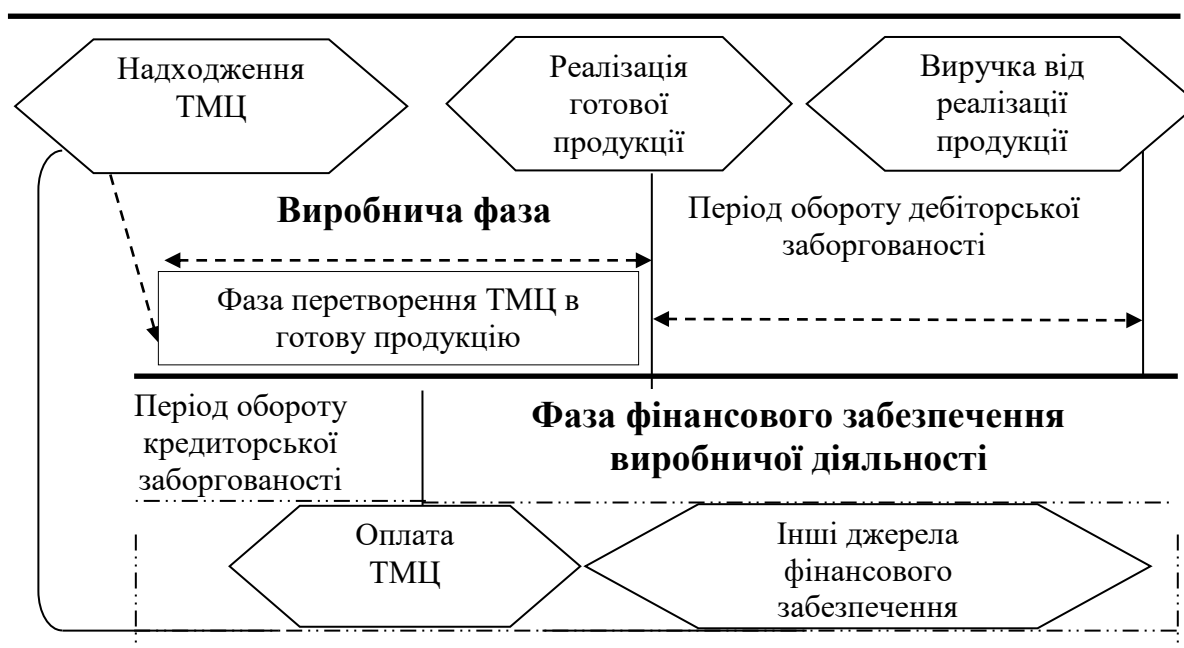 Надходження
ТМЦ
Реалізація
готової
продукції
Виручка від
реалізації
продукції
Виробнича фаза
Період обороту дебіторської
заборгованості
Фаза перетворення ТМЦ в
готову продукцію
Період обороту
кредиторської
заборгованості
Фаза фінансового забезпечення
виробничої діяльності
Оплата
ТМЦ
Інші джерела
фінансового
забезпечення